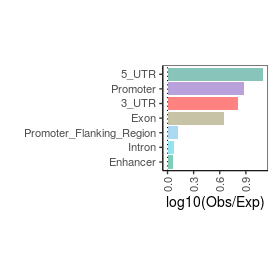 5_UTR
Promoter
3_UTR
Exon
Promoter_Flanking_Region
Intron
Enhancer
0.0
0.3
0.6
0.9
log10(Obs/Exp)